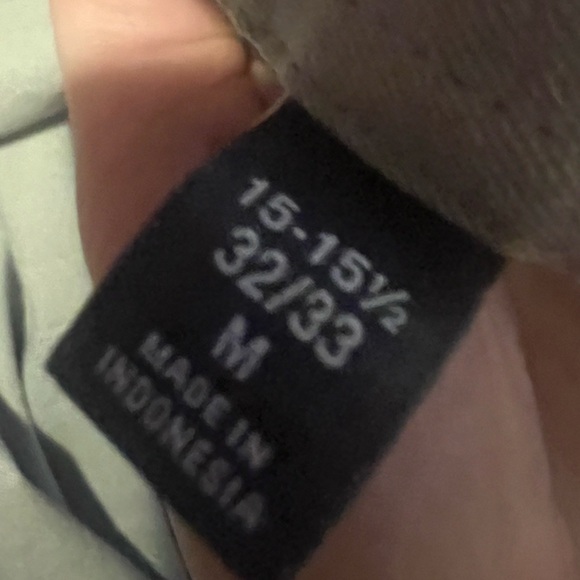 15-15½
32/33
M
MADE IN
INDONESIA